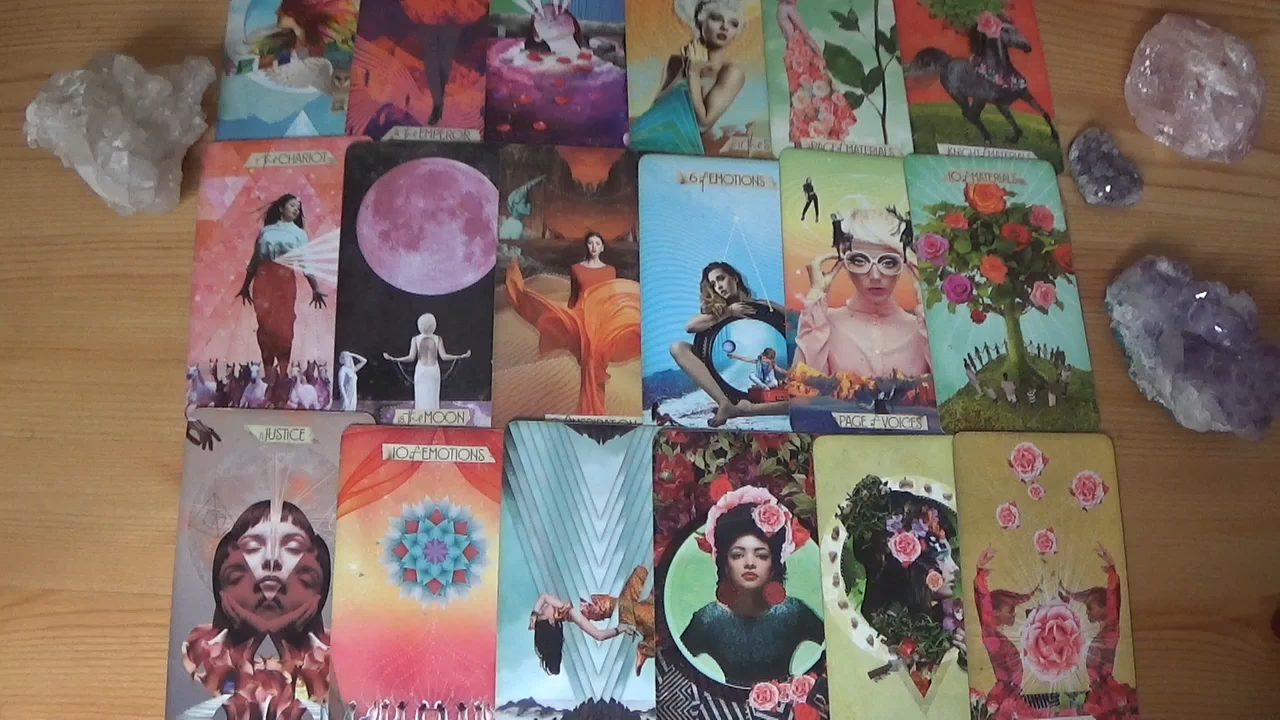 The EMPEROR
PAGE of MATERIALS
KNIGHT of MATERIALS
The CHARIOT
6 of EMOTIONS
10 of MATERIALS
The MOON
PAGE of VOICES
JUSTICE
10 of EMOTIONS